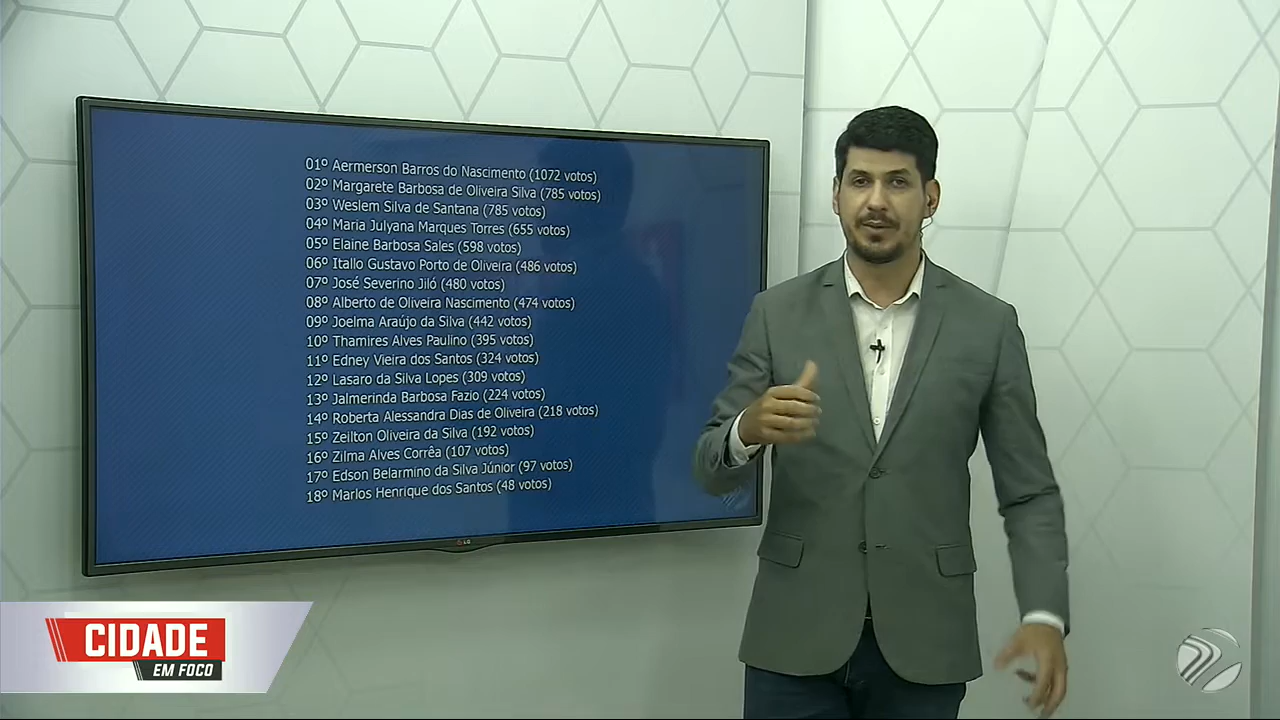 01º Aermerson Barros do Nascimento (1072 votos)
02º Margarete Barbosa de Oliveira Silva (785 votos)
03º Weslem Silva de Santana (785 votos)
04º Maria Julyana Marques Torres (655 votos)
05º Elaine Barbosa Sales (598 votos)
06º Itallo Gustavo Porto de Oliveira (486 votos)
07º José Severino Jiló (480 votos)
08º Alberto de Oliveira Nascimento (474 votos)
09º Joelma Araújo da Silva (442 votos)
10º Thamires Alves Paulino (395 votos)
11º Edney Vieira dos Santos (324 votos)
12º Lasaro da Silva Lopes (309 votos)
13º Jalmerinda Barbosa Fazio (224 votos)
14º Roberta Alessandra Dias de Oliveira (218 votos)
15º Zeilton Oliveira da Silva (192 votos)
16º Zilma Alves Corrêa (107 votos)
17º Edson Belarmino da Silva Júnior (97 votos)
18º Marlos Henrique dos Santos (48 votos)
LG
CIDADE
EM FOCO